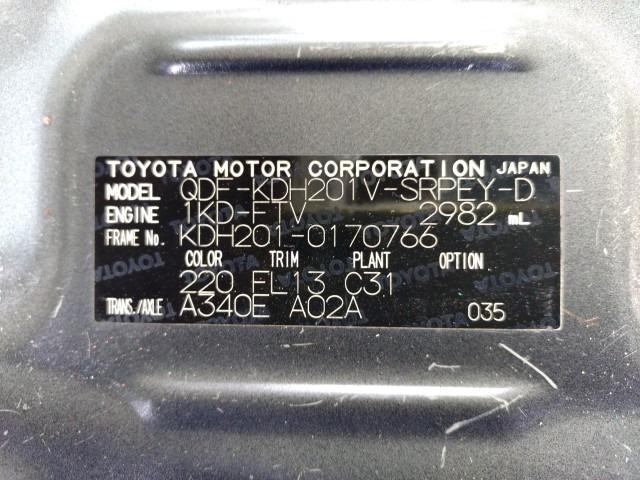 TOYOTA MOTOR CORPORATION JAPAN
MODEL QDF-KDH201V-SRPEY-D
ENGINE 1KD-FTV 2982 mL
FRAME No. KDH201-0170766
COLOR TRIM PLANT OPTION
220 FL13 C31
TRANS./AXLE A340E A02A 035